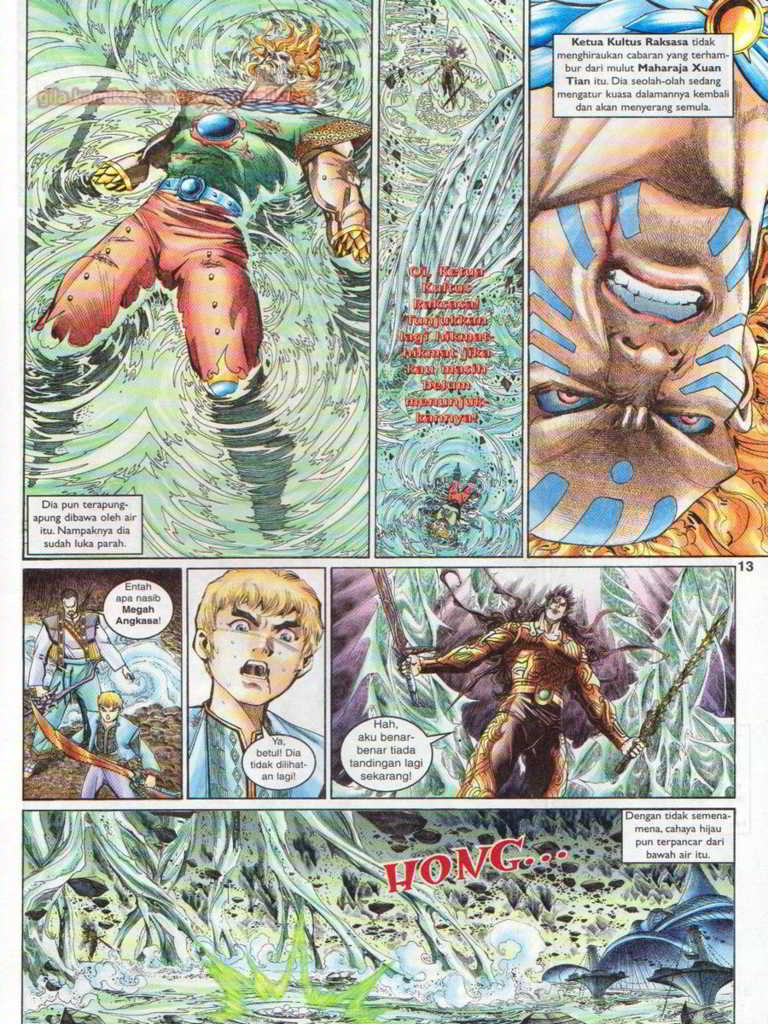 Dia pun terapung-
apung dibawa oleh air
itu. Nampaknya dia
sudah luka parah.
Oi, Ketua
Kultus
Raksasa!
Tunjukkan
lagi hikmat-
hikmat jika
kau masih
belum
menunjuk-
kannya!
Ketua Kultus Raksasa tidak
menghiraukan cabaran yang terham-
bur dari mulut Maharaja Xuan
Tian itu. Dia seolah-olah sedang
mengatur kuasa dalamannya kembali
dan akan menyerang semula.
13
Entah
apa nasib
Megah
Angkasa!
Ya,
betul! Dia
tidak dilihat-
an lagi!
Hah,
aku benar-
benar tiada
tandingan lagi
sekarang!
Dengan tidak semena-
mena, cahaya hijau
pun terpancar dari
bawah air itu.
HONG...